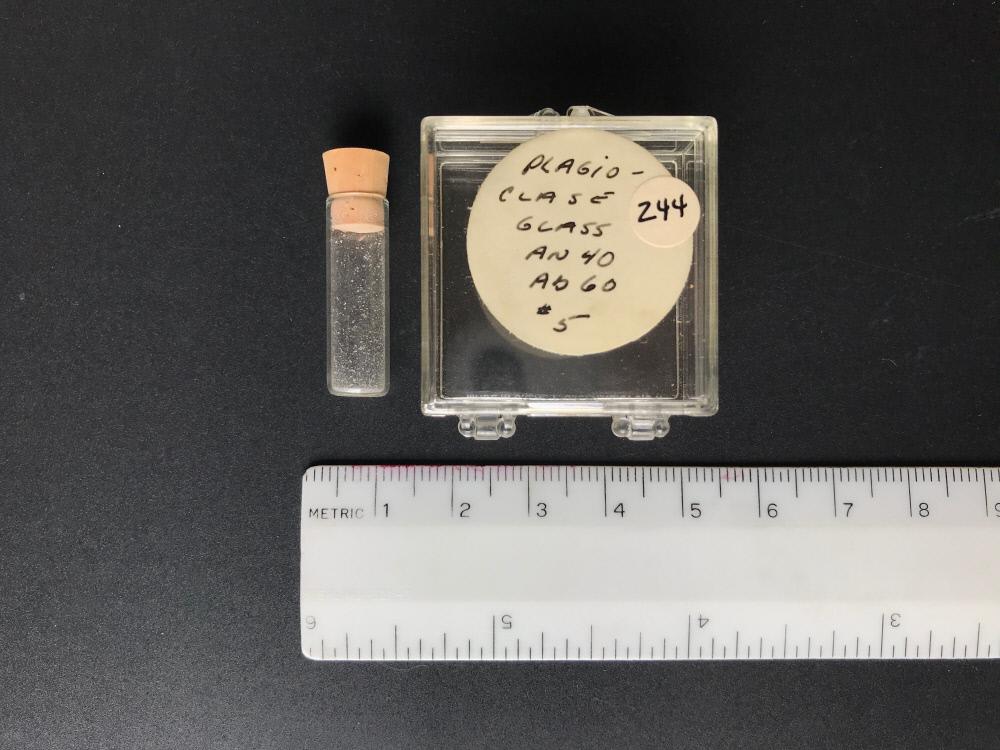 PLAGIO-
CLASE
GLASS
AN 40
Ab 60
#5
244
METRIC 1 2 3 4 5 6 7 8 9
6 5 4 3